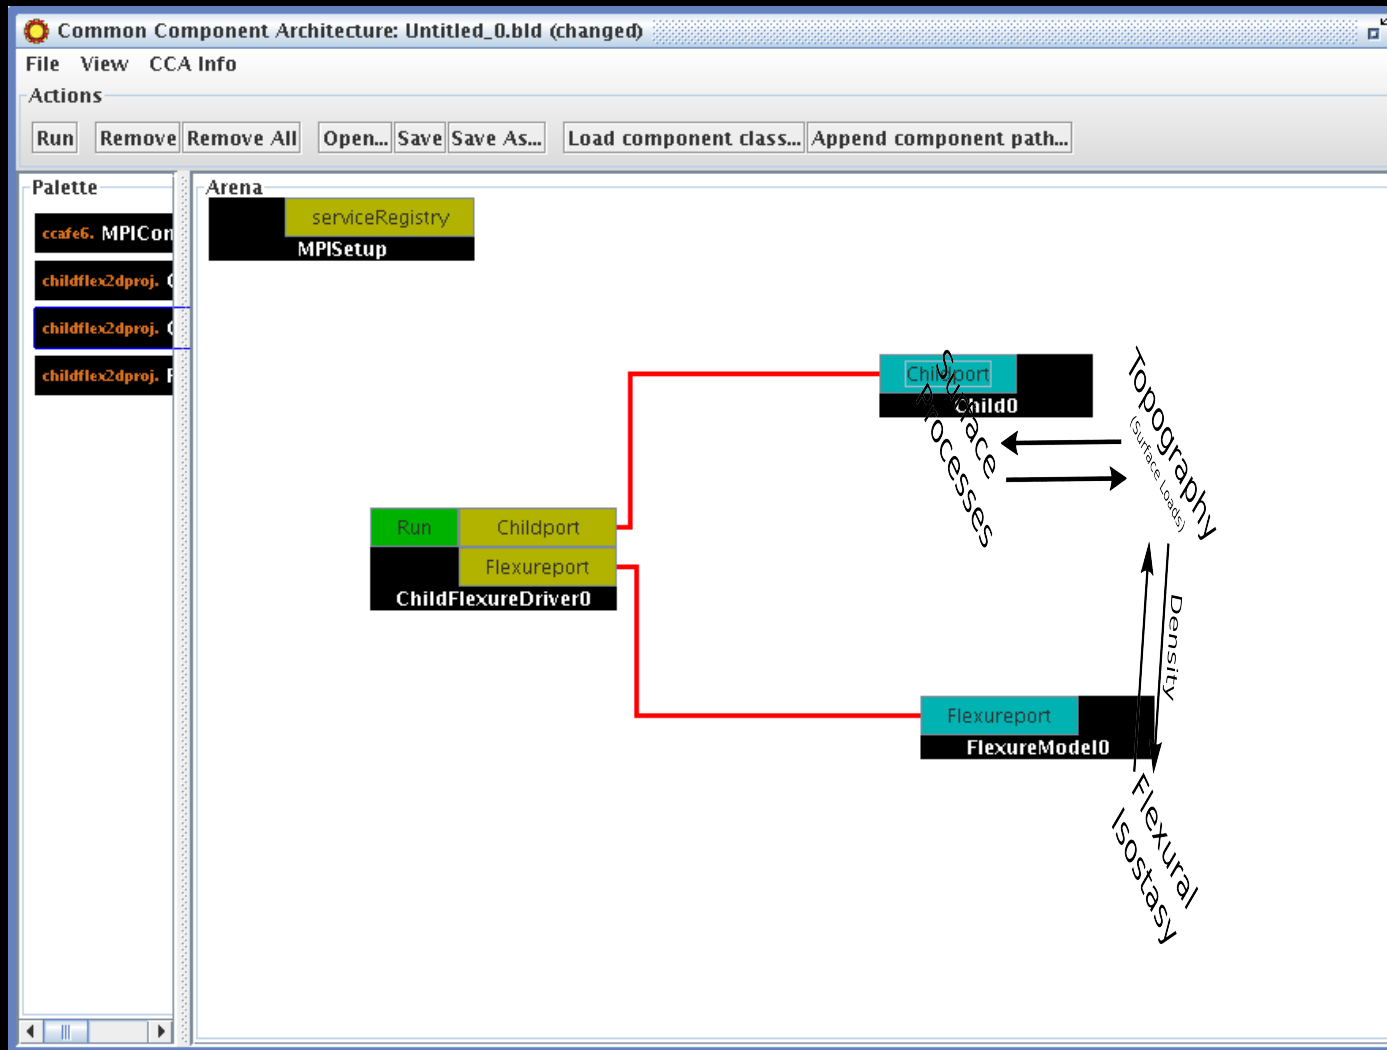 Common Component Architecture: Untitled_0.bld (changed)
File View CCA Info
Actions
Run Remove Remove All Open... Save Save As... Load component class... Append component path...
Palette
ccafe6. MPICon
childflex2dproj.
childflex2dproj.
childflex2dproj.
Arena
serviceRegistry
MPISetup
Childport
Child0
Surface
Processes
Topography
(Surface Loads)
Run Childport
Flexureport
ChildFlexureDriver0
Density
Flexureport
FlexureModel0
Flexural
Isostasy